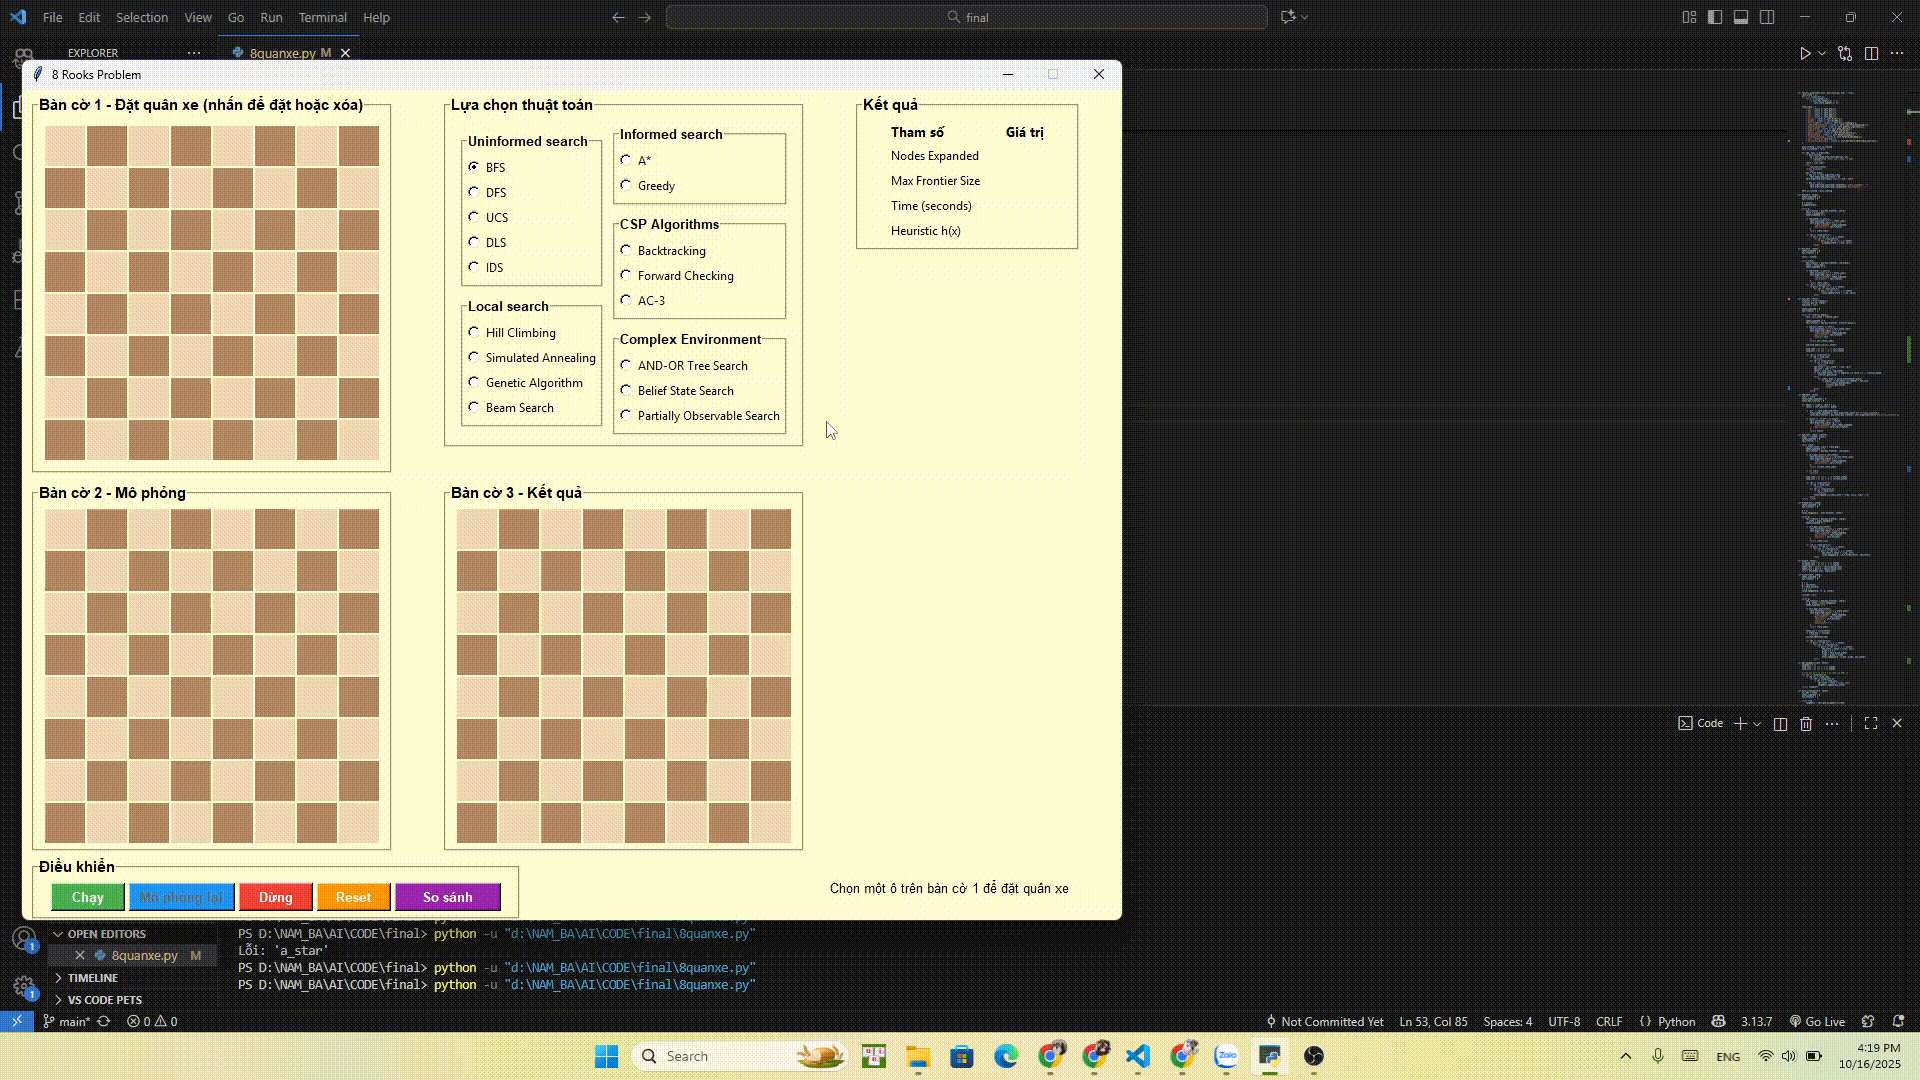 File Edit Selection View Go Run Terminal Help
final
EXPLORER
8quanxe.py M
8 Rooks Problem
Bàn cờ 1 - Đặt quân xe (nhấn để đặt hoặc xóa)
Lựa chọn thuật toán
Uninformed search
BFS
DFS
UCS
DLS
IDS
Local search
Hill Climbing
Simulated Annealing
Genetic Algorithm
Beam Search
Informed search
A*
Greedy
CSP Algorithms
Backtracking
Forward Checking
AC-3
Complex Environment
AND-OR Tree Search
Belief State Search
Partially Observable Search
Kết quả
Tham số Giá trị
Nodes Expanded
Max Frontier Size
Time (seconds)
Heuristic h(x)
Bàn cờ 2 - Mô phỏng
Bàn cờ 3 - Kết quả
Điều khiển
Chạy Mô phỏng lại Dừng Reset So sánh
Chọn một ô trên bàn cờ 1 để đặt quân xe
Code
OPEN EDITORS
8quanxe.py M
TIMELINE
VS CODE PETS
PS D:\NAM_BA\AI\CODE\final> python -u "d:\NAM_BA\AI\CODE\final\8quanxe.py"
Lỗi: 'a_star'
PS D:\NAM_BA\AI\CODE\final> python -u "d:\NAM_BA\AI\CODE\final\8quanxe.py"
PS D:\NAM_BA\AI\CODE\final> python -u "d:\NAM_BA\AI\CODE\final\8quanxe.py"
1
1
main* 0 0
Not Committed Yet Ln 53, Col 85 Spaces: 4 UTF-8 CRLF {} Python 3.13.7 Go Live
Search
Zalo
ENG
4:19 PM
10/16/2025